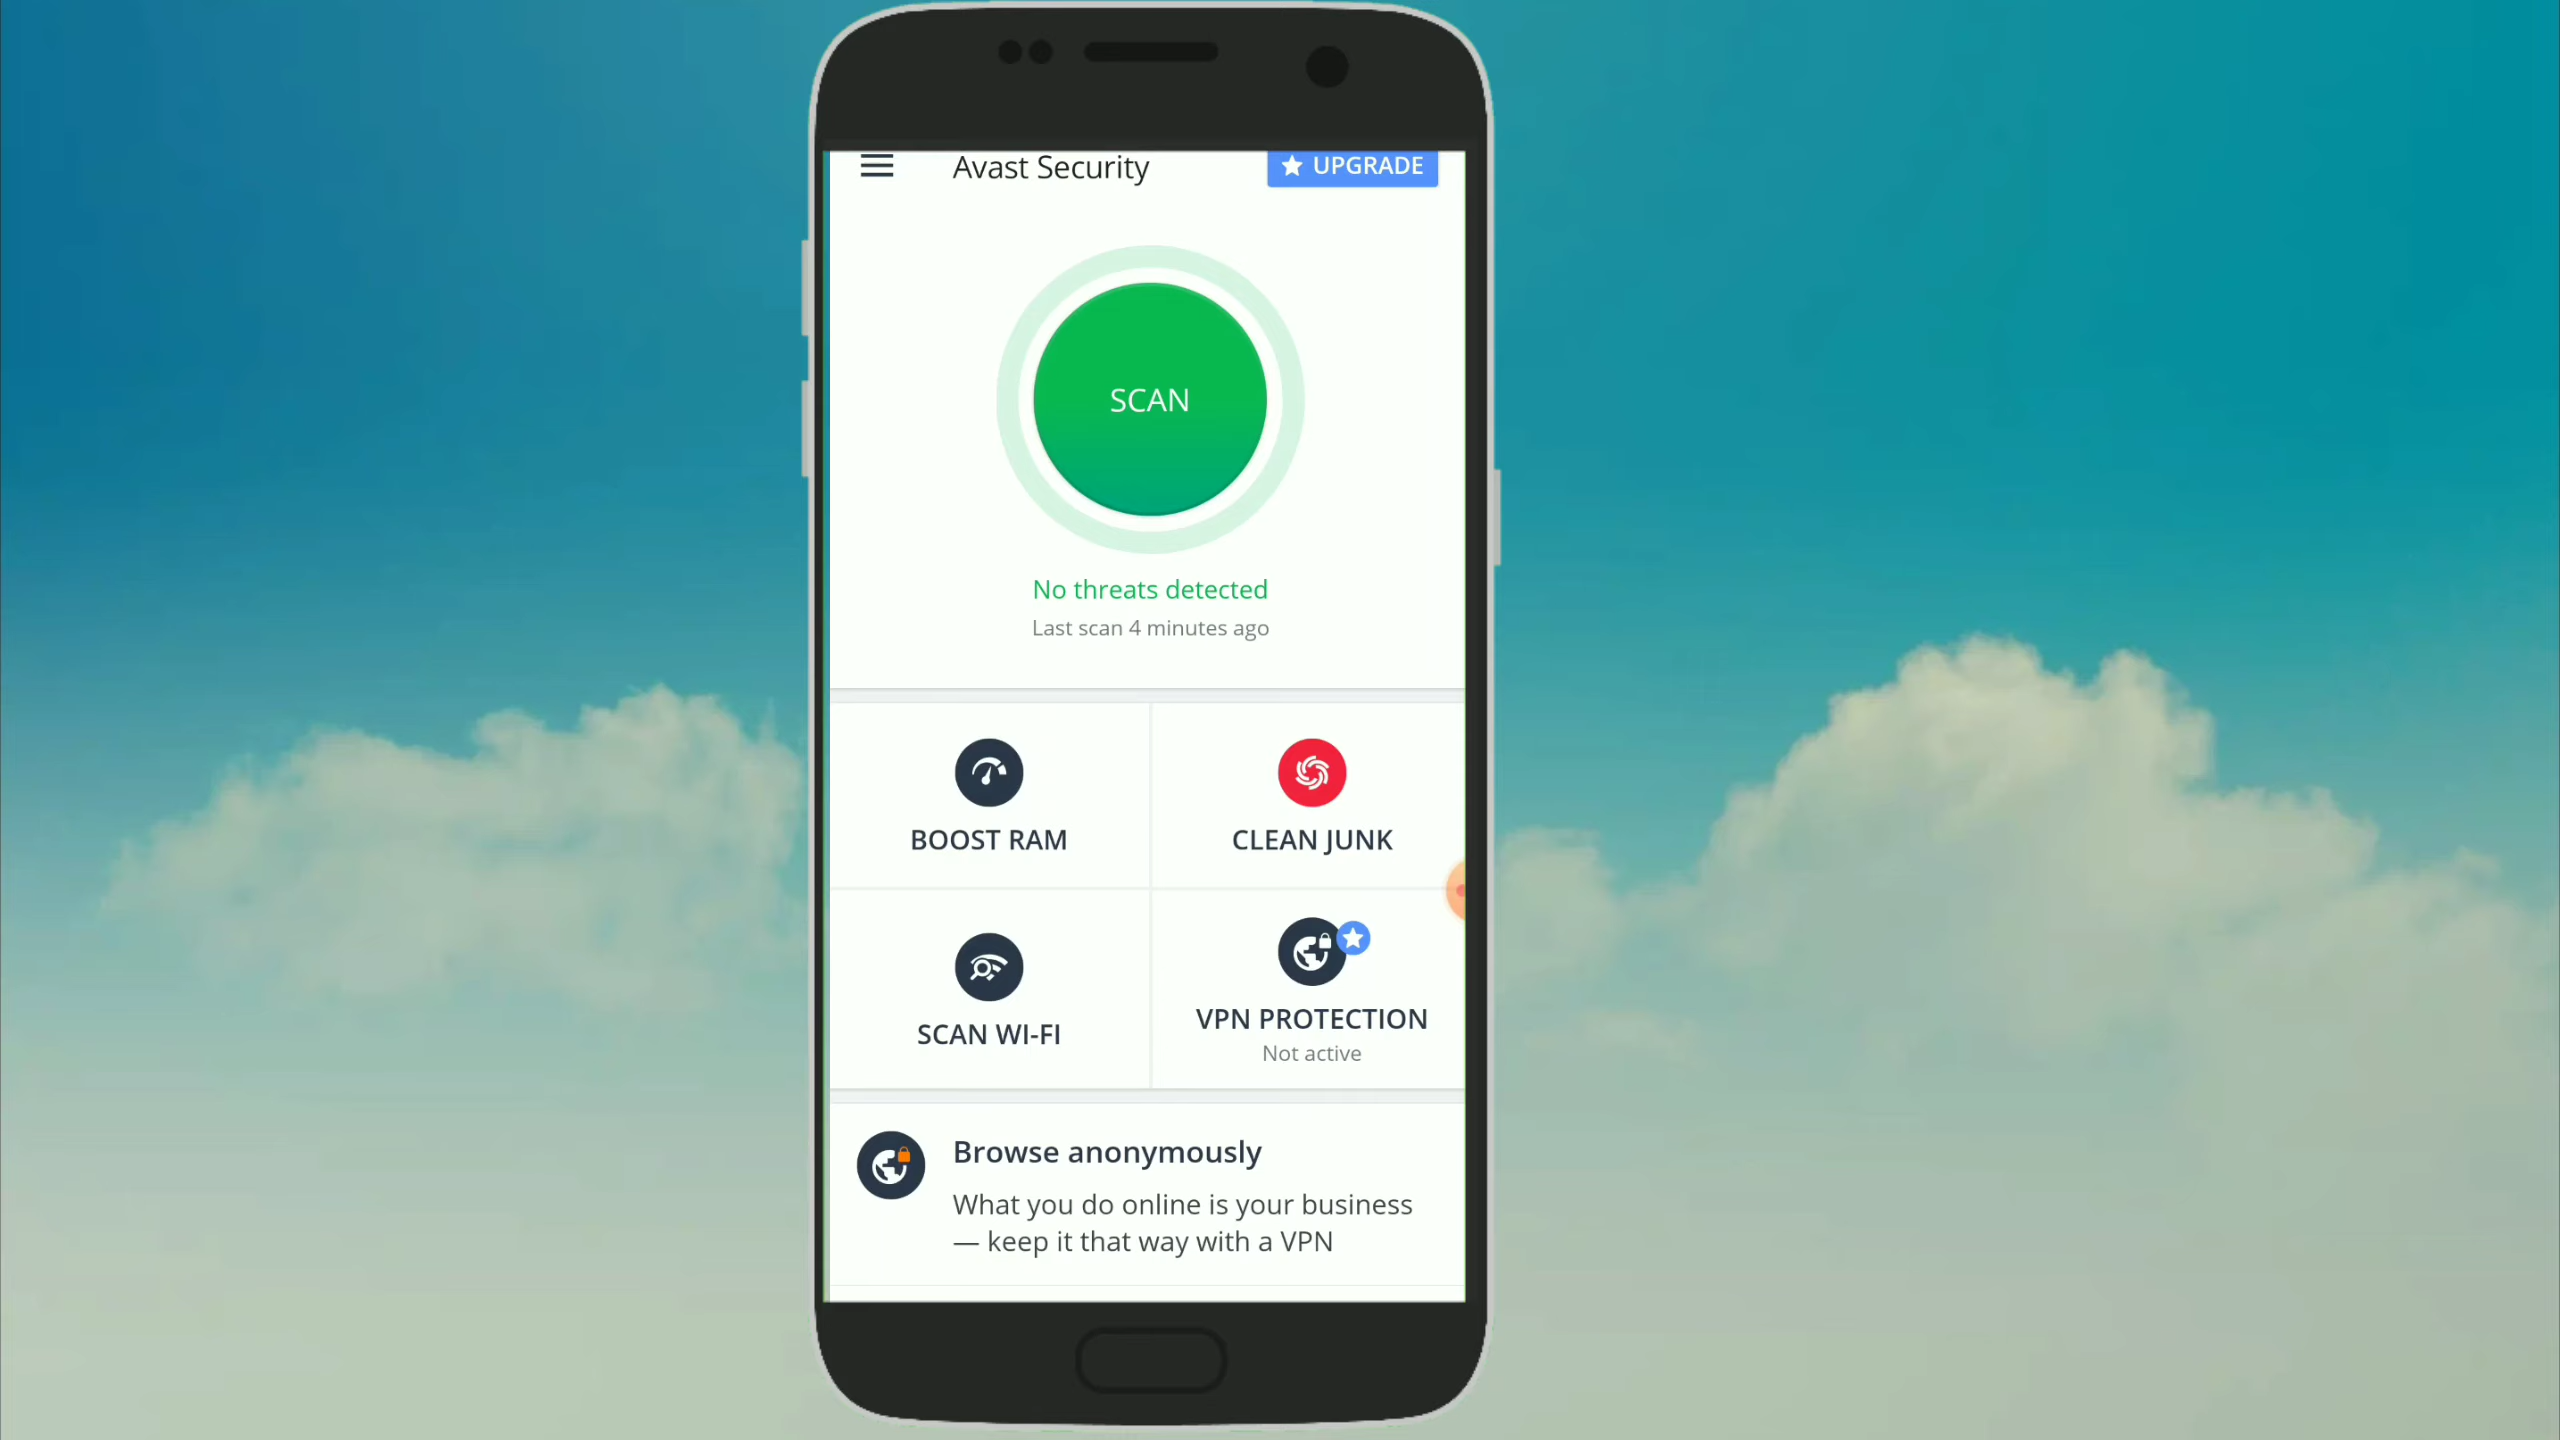 Avast Security
UPGRADE
SCAN
No threats detected
Last scan 4 minutes ago
BOOST RAM
CLEAN JUNK
SCAN WI-FI
VPN PROTECTION
Not active
Browse anonymously
What you do online is your business
— keep it that way with a VPN